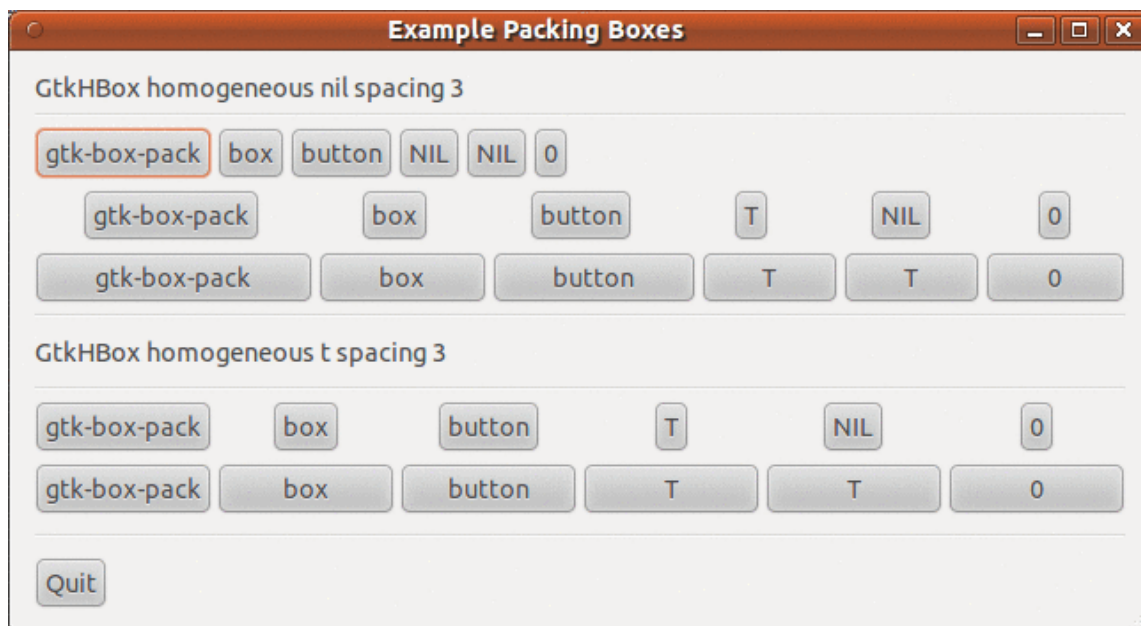 Example Packing Boxes
GtkHBox homogeneous nil spacing 3
gtk-box-pack box button NIL NIL 0
gtk-box-pack box button T NIL 0
gtk-box-pack box button T T 0
GtkHBox homogeneous t spacing 3
gtk-box-pack box button T NIL 0
gtk-box-pack box button T T 0
Quit